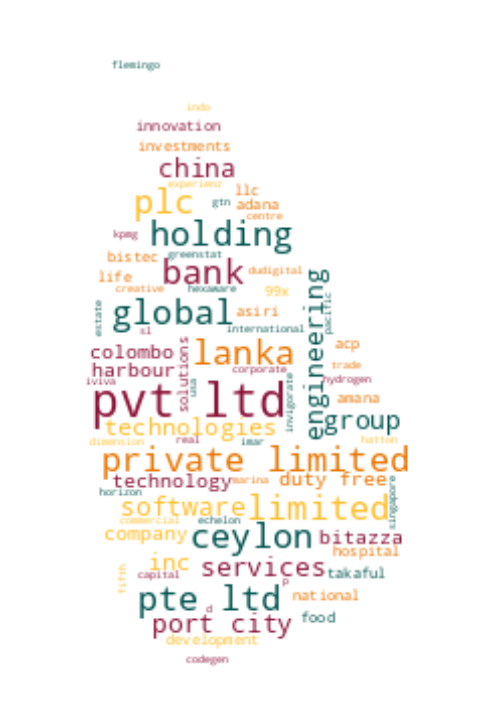 flemingo
indo
innovation
investments
china
experienz
llc
plc gtn adana
centre
kpmg holding
bistec greenstat
life bank dudigital
creative hexaware 99x
estate global asiri engineering pacific
sl international
colombo solutions lanka acp
harbour corporate trade
iviva usa invigorate hydrogen
pvt ltd amana
technologies group
dimension real imar hatton
private limited
technology marina duty free
horizon singapore
software limited
commercial echelon
company ceylon bitazza
hospital
inc services
fifth capital takaful
p
pte ltd national
d
port city food
development
codegen